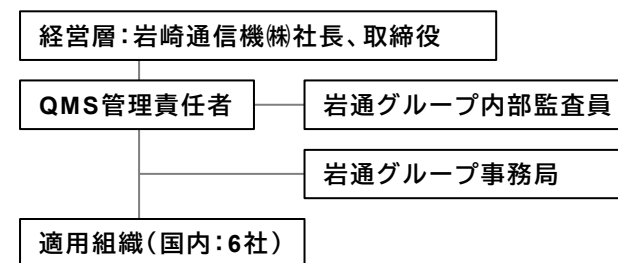 経営層：岩崎通信機㈱社長、取締役
QMS管理責任者
岩通グループ内部監査員
岩通グループ事務局
適用組織（国内：6社）